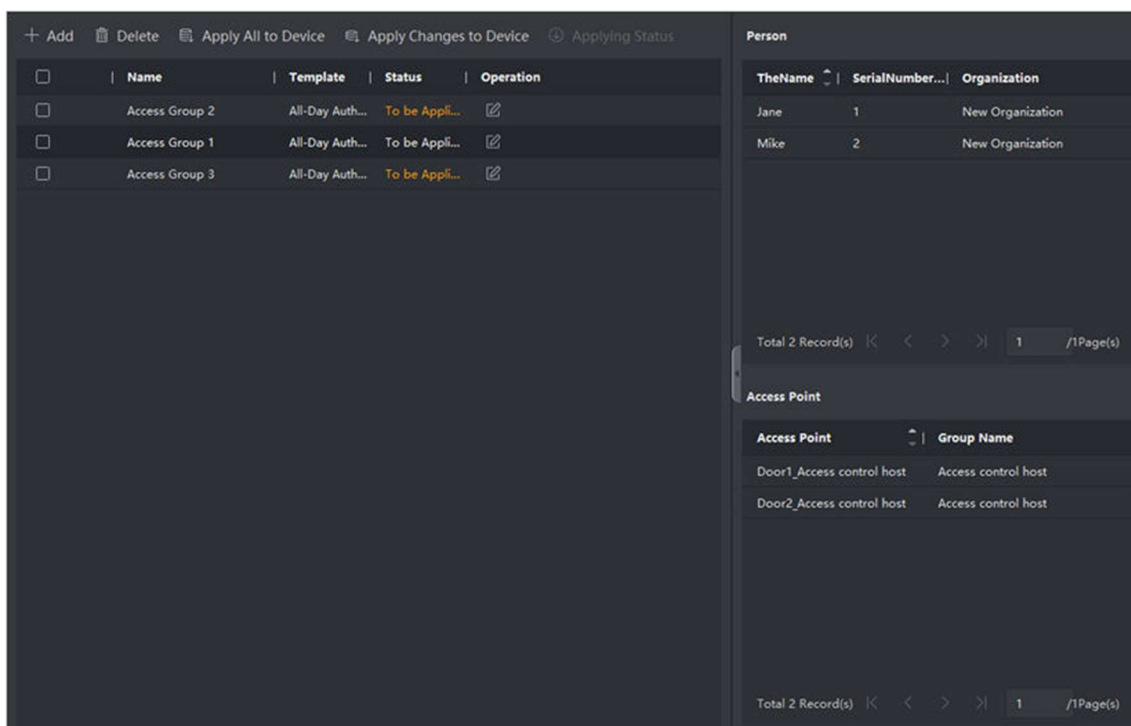 Add Delete Apply All to Device Apply Changes to Device Applying Status
Name Template Status Operation
Access Group 2 All-Day Auth... To be Appli...
Access Group 1 All-Day Auth... To be Appli...
Access Group 3 All-Day Auth... To be Appli...
Person
TheName SerialNumber... Organization
Jane 1 New Organization
Mike 2 New Organization
Total 2 Record(s) 1 /1Page(s)
Access Point
Access Point Group Name
Door1_Access control host Access control host
Door2_Access control host Access control host
Total 2 Record(s) 1 /1Page(s)